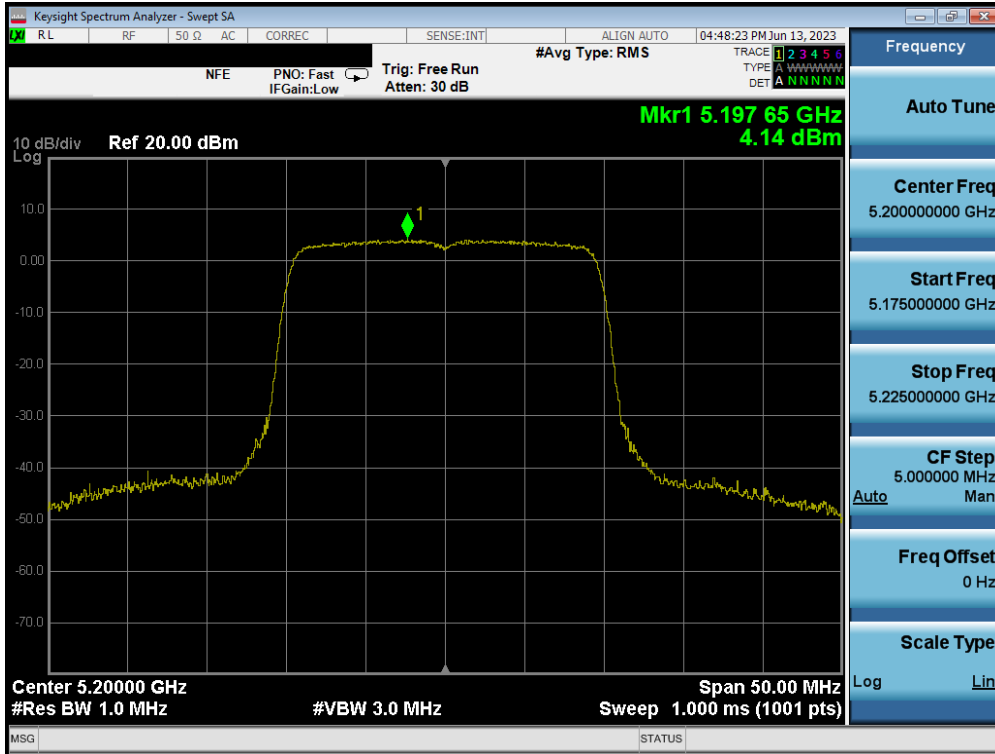 Keysight Spectrum Analyzer - Swept SA
LXI RL RF 50 Ω AC CORREC SENSE:INT ALIGN AUTO 04:48:23 PM Jun 13, 2023
NFE PNO: Fast Trig: Free Run #Avg Type: RMS TRACE 1 2 3 4 5 6
IFGain:Low Atten: 30 dB TYPE A WWWWW
DET A N N N N N
Mkr1 5.197 65 GHz
4.14 dBm
10 dB/div Ref 20.00 dBm
Log
1
10.0
0.00
-10.0
-20.0
-30.0
-40.0
-50.0
-60.0
-70.0
Center 5.20000 GHz Span 50.00 MHz
#Res BW 1.0 MHz #VBW 3.0 MHz Sweep 1.000 ms (1001 pts)
MSG STATUS
Frequency
Auto Tune
Center Freq
5.200000000 GHz
Start Freq
5.175000000 GHz
Stop Freq
5.225000000 GHz
CF Step
5.000000 MHz
Auto Man
Freq Offset
0 Hz
Scale Type
Log Lin